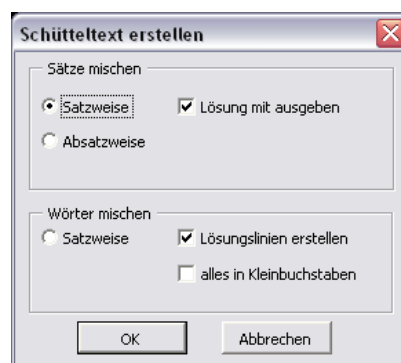 Schütteltext erstellen
Sätze mischen
Satzweise
Lösung mit ausgeben
Absatzweise
Wörter mischen
Satzweise
Lösungslinien erstellen
alles in Kleinbuchstaben
OK
Abbrechen